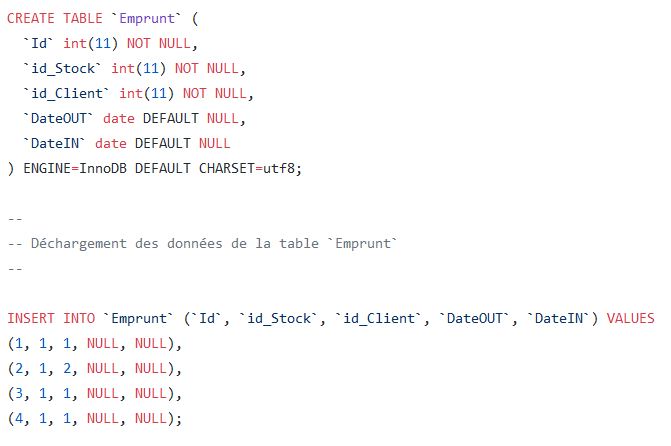 CREATE TABLE `Emprunt` (
  `Id` int(11) NOT NULL,
  `id_Stock` int(11) NOT NULL,
  `id_Client` int(11) NOT NULL,
  `DateOUT` date DEFAULT NULL,
  `DateIN` date DEFAULT NULL
) ENGINE=InnoDB DEFAULT CHARSET=utf8;
--
-- Déchargement des données de la table `Emprunt`
--
INSERT INTO `Emprunt` (`Id`, `id_Stock`, `id_Client`, `DateOUT`, `DateIN`) VALUES
(1, 1, 1, NULL, NULL),
(2, 1, 2, NULL, NULL),
(3, 1, 1, NULL, NULL),
(4, 1, 1, NULL, NULL);